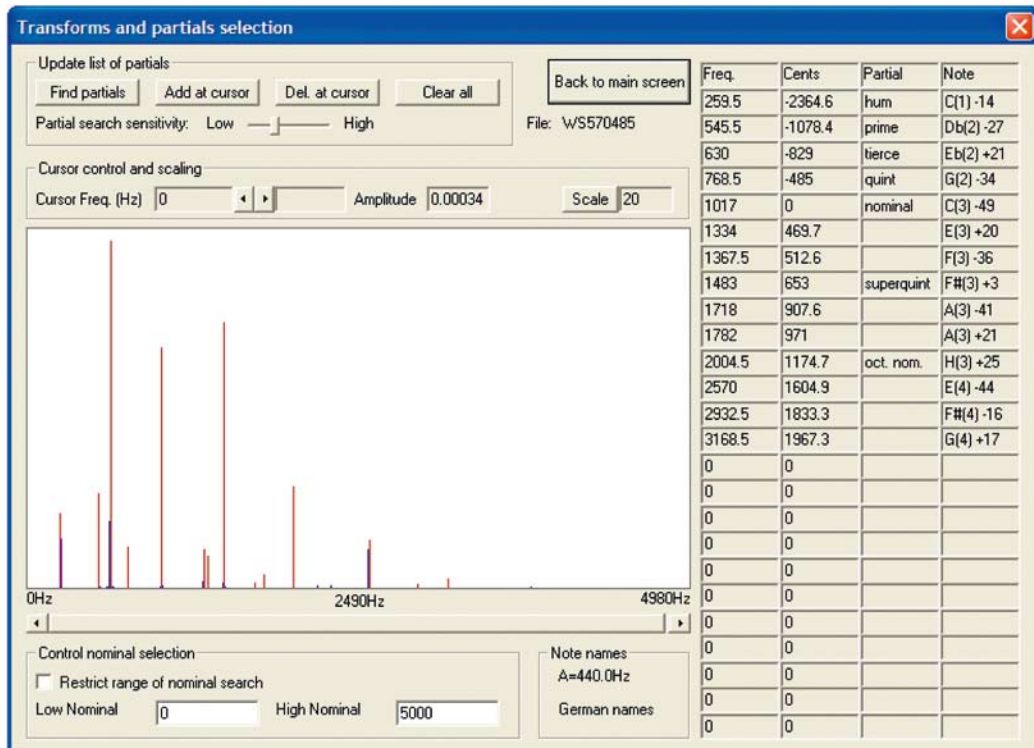 Transforms and partials selection
Update list of partials
Find partials Add at cursor Del. at cursor Clear all
Partial search sensitivity: Low High
Back to main screen
File: WS570485
Cursor control and scaling
Cursor Freq. (Hz) 0 Amplitude 0.00034 Scale 20
0Hz 2490Hz 4980Hz
Control nominal selection
Restrict range of nominal search
Low Nominal 0 High Nominal 5000
Note names
A=440.0Hz
German names
Freq. Cents Partial Note
259.5 -2364.6 hum C(1) -14
545.5 -1078.4 prime Db(2) -27
630 -829 tierce Eb(2) +21
768.5 -485 quint G(2) -34
1017 0 nominal C(3) -49
1334 469.7 E(3) +20
1367.5 512.6 F(3) -36
1483 653 superquint F#(3) +3
1718 907.6 A(3) -41
1782 971 A(3) +21
2004.5 1174.7 oct. nom. H(3) +25
2570 1604.9 E(4) -44
2932.5 1833.3 F#(4) -16
3168.5 1967.3 G(4) +17
0 0
0 0
0 0
0 0
0 0
0 0
0 0
0 0
0 0
0 0
0 0